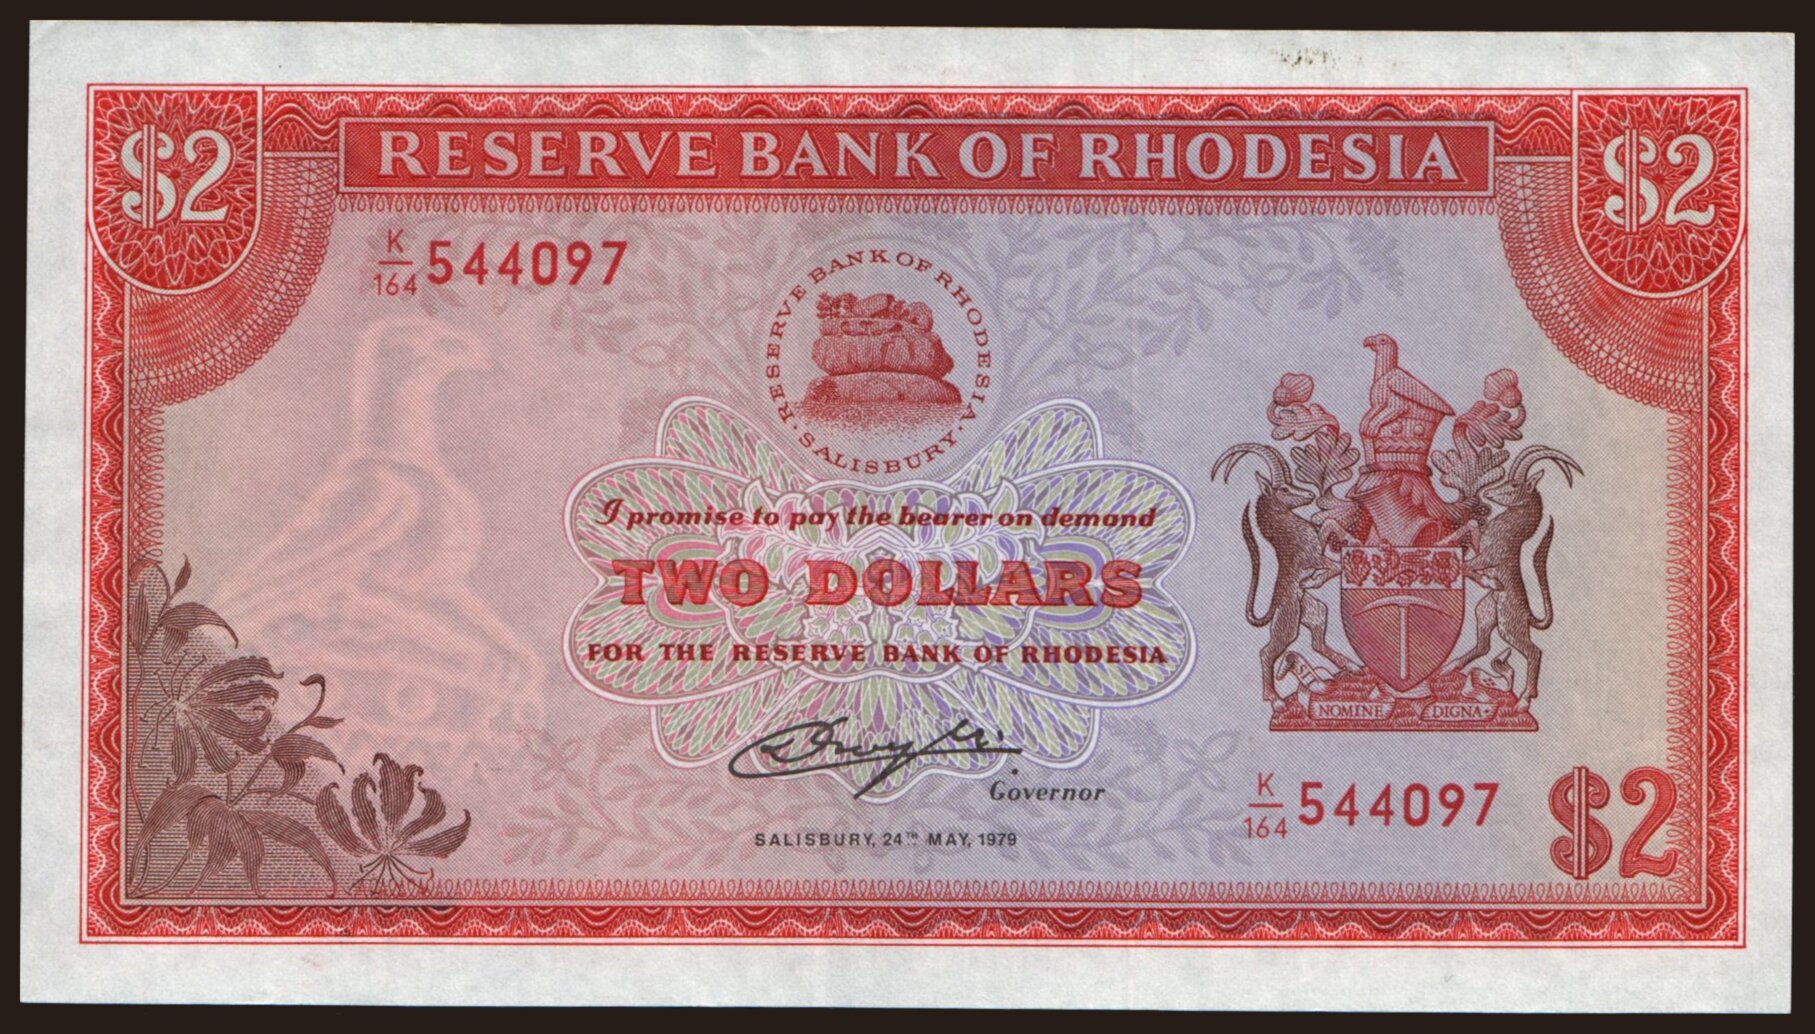 $2 RESERVE BANK OF RHODESIA $2
K/164 544097
RESERVE BANK OF RHODESIA
· SALISBURY ·
I promise to pay the bearer on demand
TWO DOLLARS
FOR THE RESERVE BANK OF RHODESIA
NOMINE DIGNA
Governor
K/164 544097 $2
SALISBURY, 24TH MAY, 1979